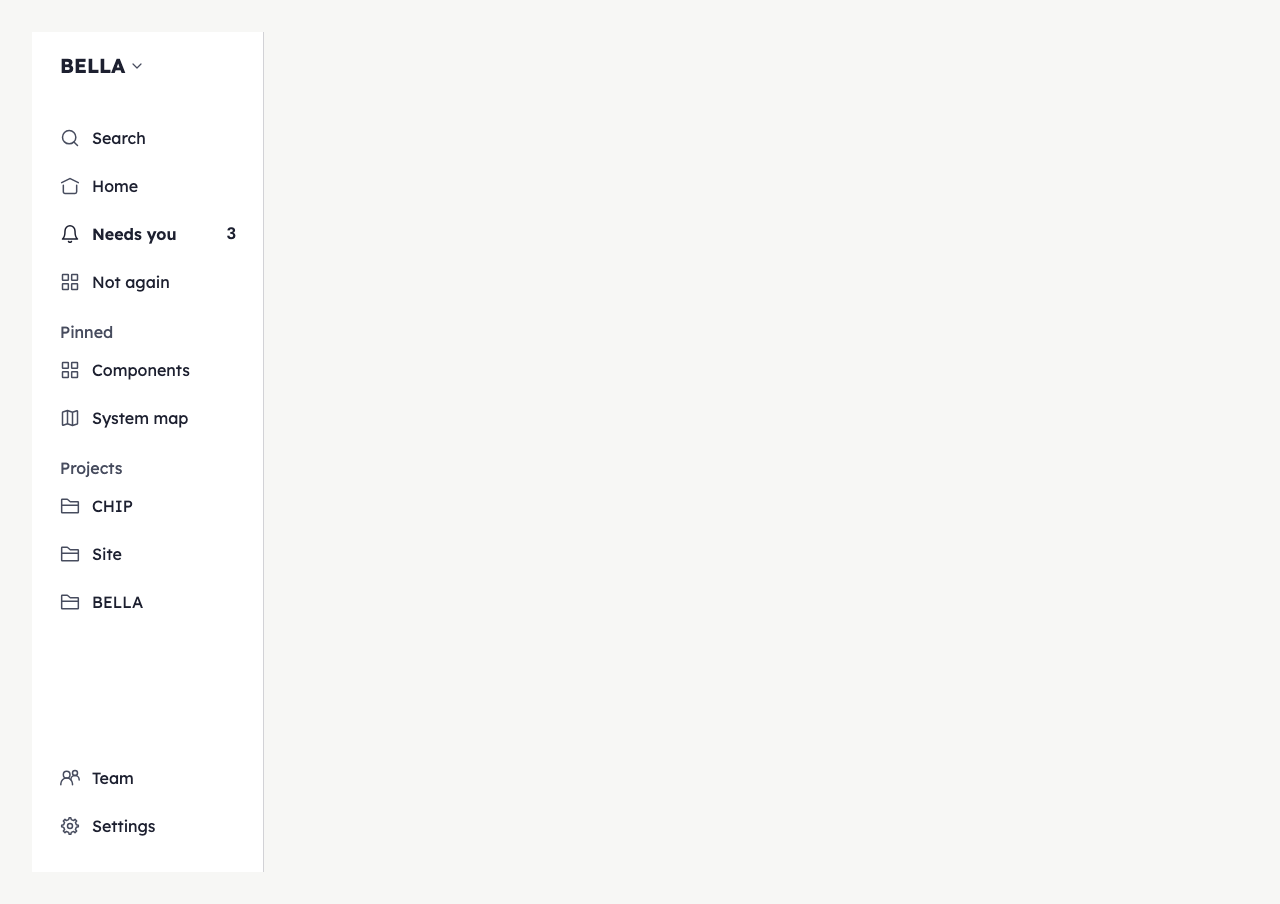 BELLA
Search
Home
Needs you 3
Not again
Pinned
Components
System map
Projects
CHIP
Site
BELLA
Team
Settings